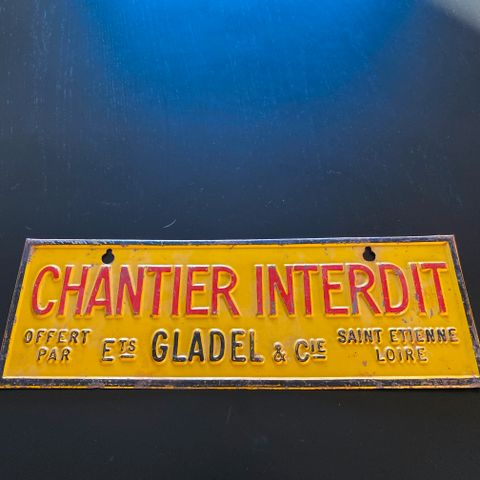 CHANTIER INTERDIT
OFFERT PAR ETS GLADEL & CIE SAINT ETIENNE LOIRE